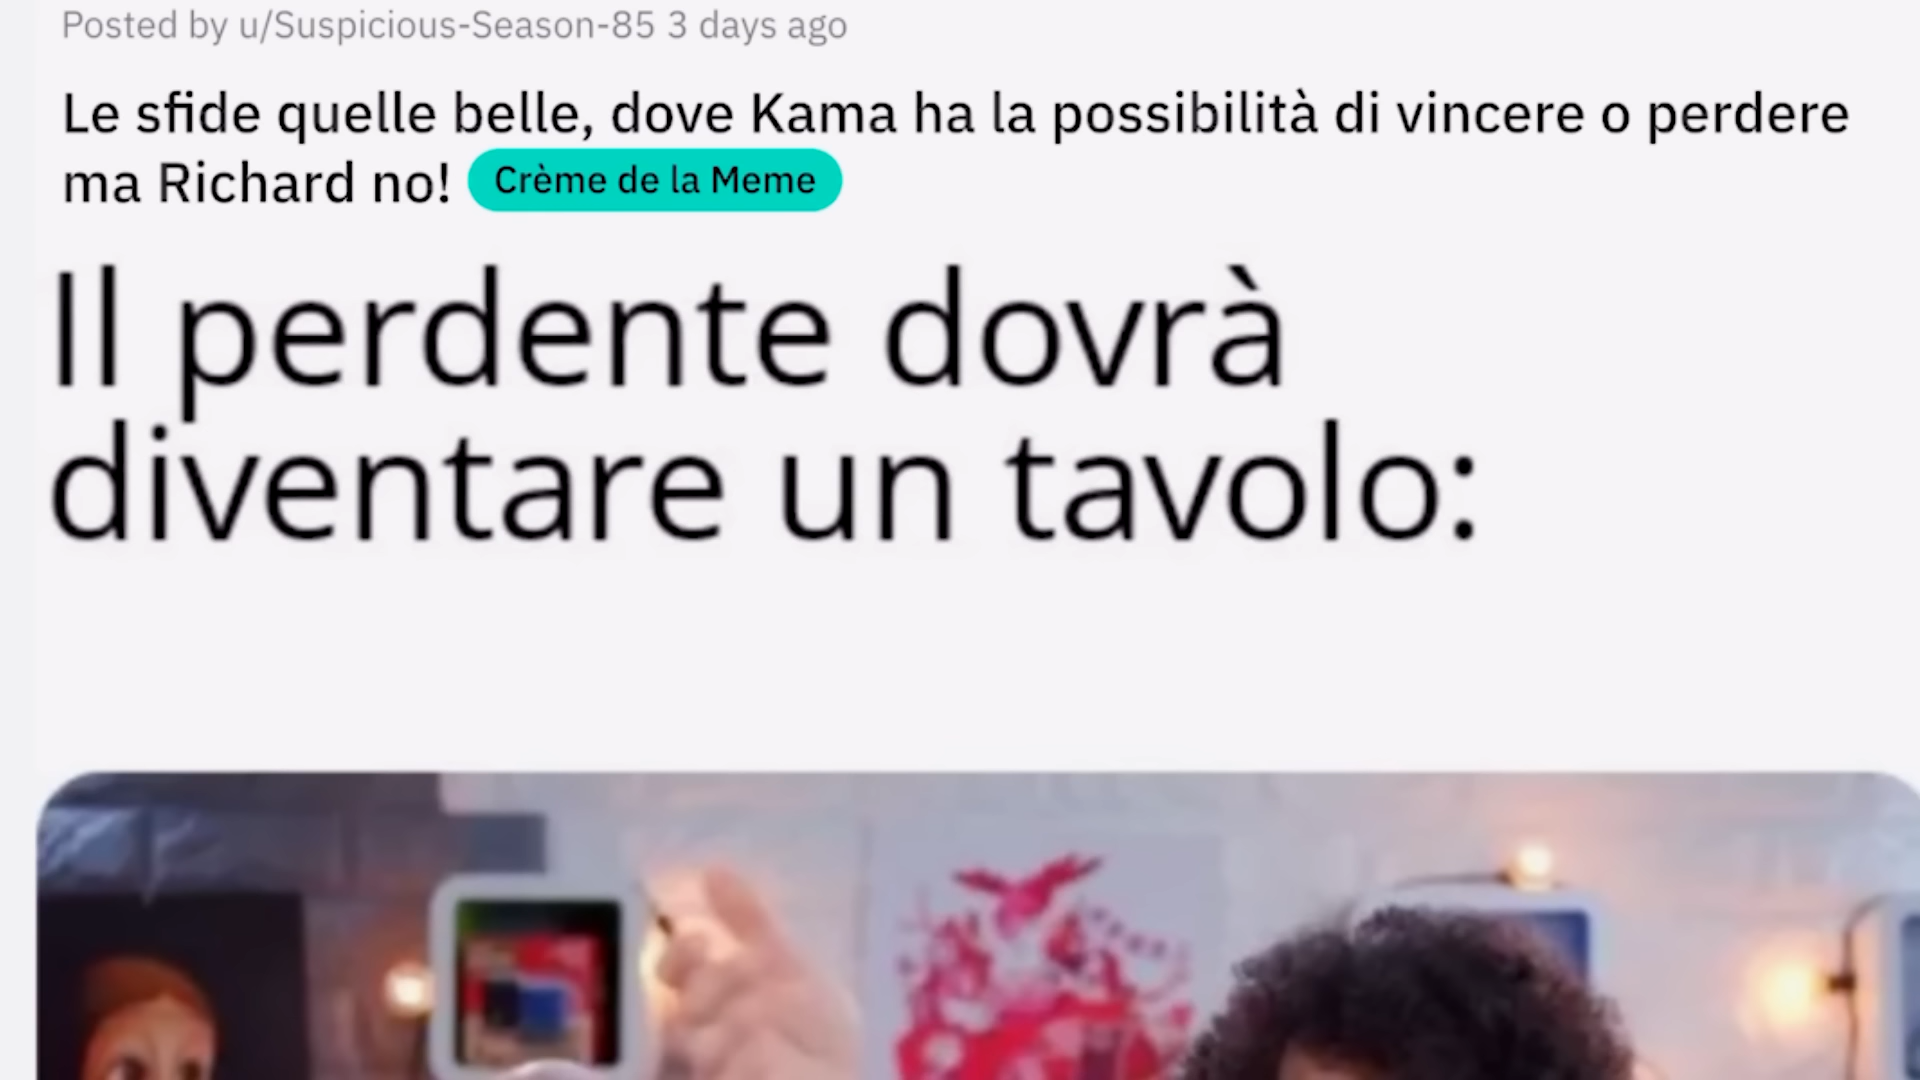 Posted by u/Suspicious-Season-85 3 days ago
Le sfide quelle belle, dove Kama ha la possibilità di vincere o perdere
ma Richard no! Crème de la Meme
Il perdente dovrà
diventare un tavolo: